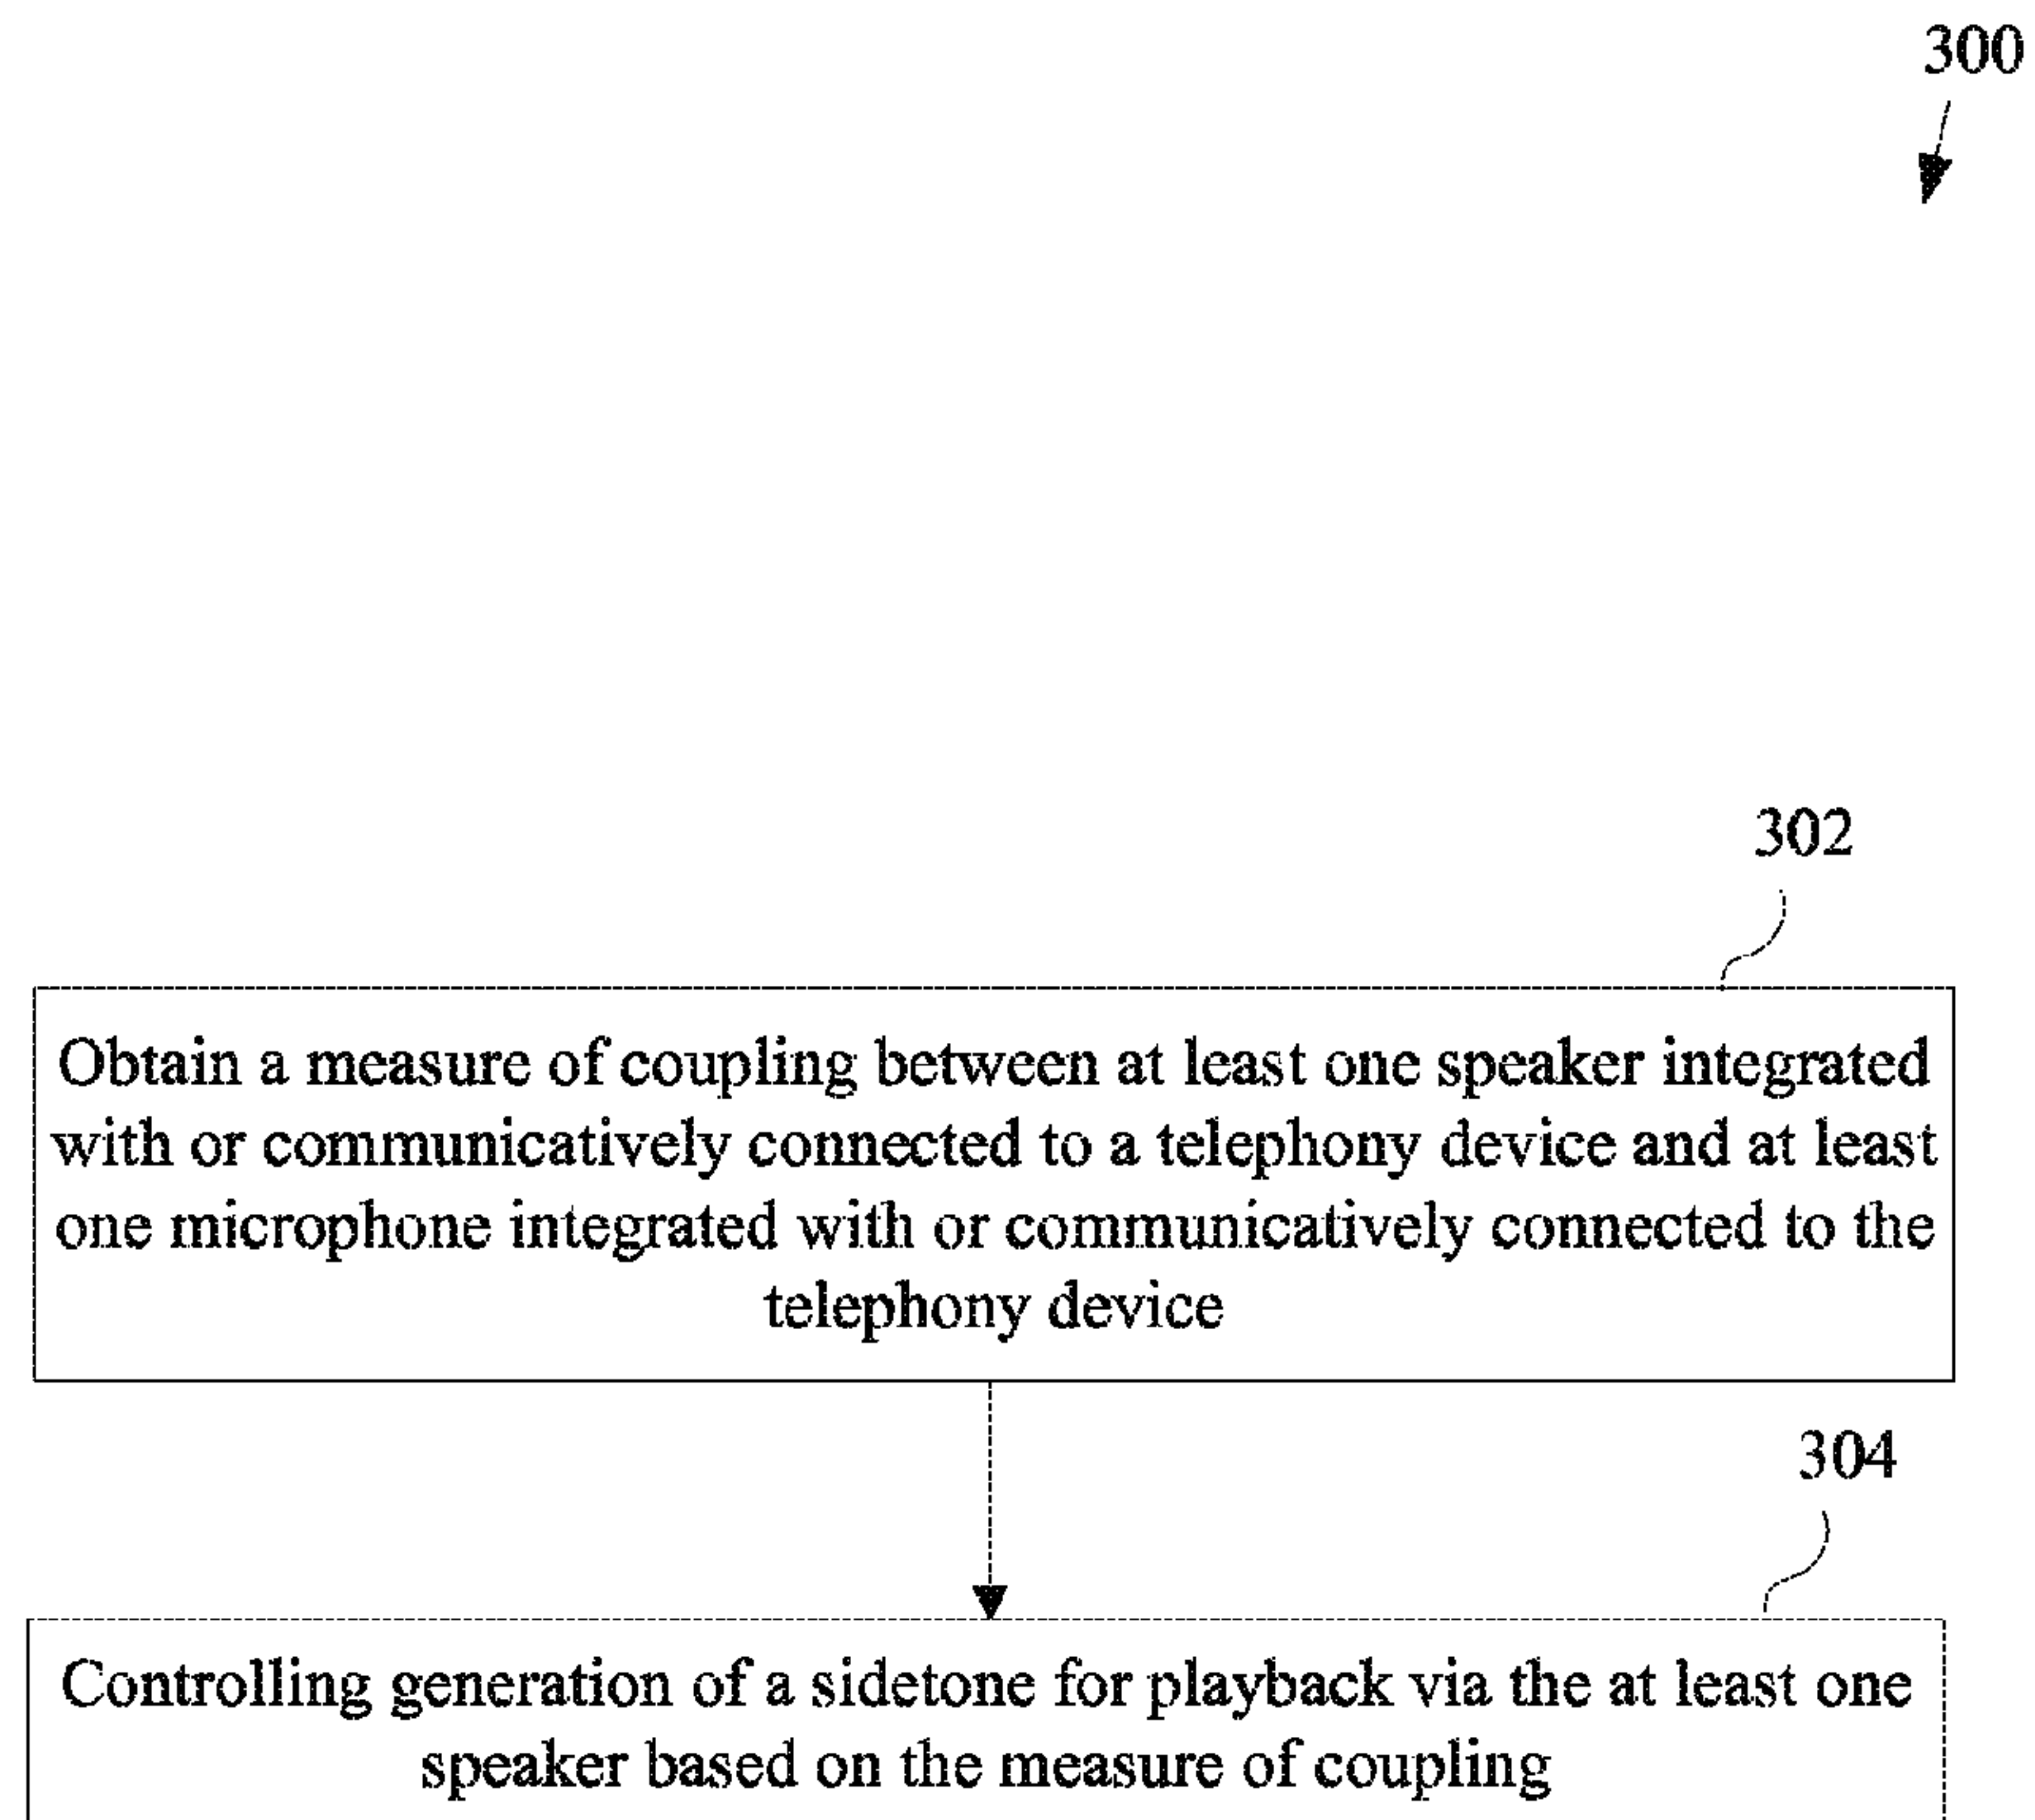 300
302
Obtain a measure of coupling between at least one speaker integrated
with or communicatively connected to a telephony device and at least
one microphone integrated with or communicatively connected to the
telephony device
304
Controlling generation of a sidetone for playback via the at least one
speaker based on the measure of coupling